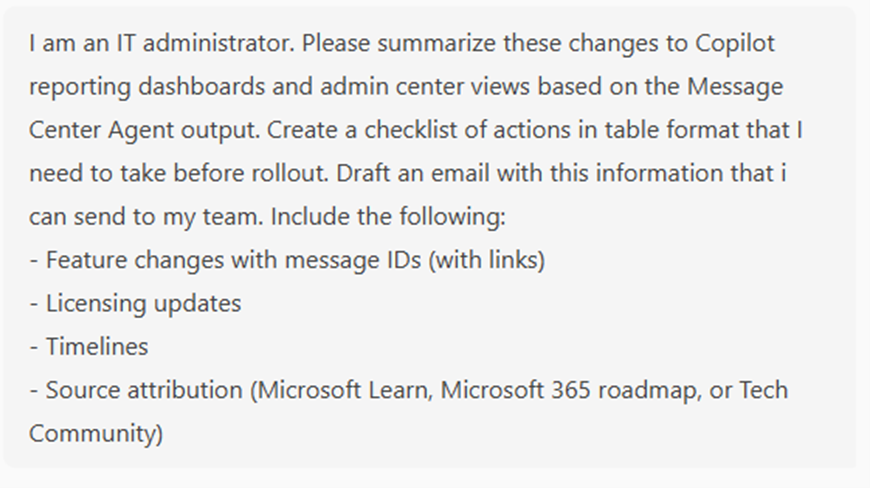 I am an IT administrator. Please summarize these changes to Copilot
reporting dashboards and admin center views based on the Message
Center Agent output. Create a checklist of actions in table format that I
need to take before rollout. Draft an email with this information that i
can send to my team. Include the following:
- Feature changes with message IDs (with links)
- Licensing updates
- Timelines
- Source attribution (Microsoft Learn, Microsoft 365 roadmap, or Tech
Community)